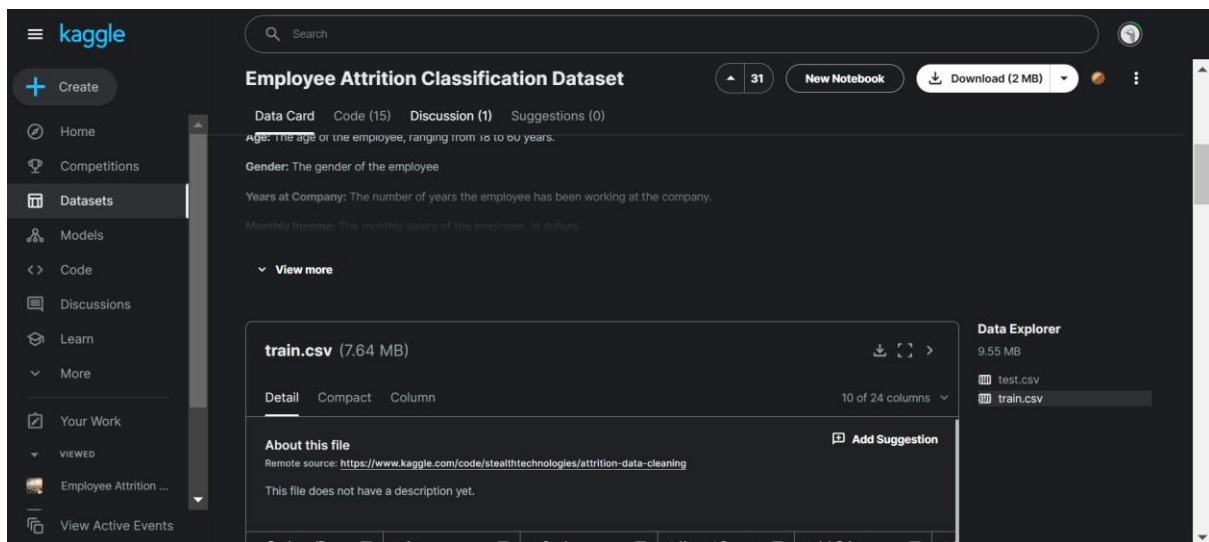 kaggle
Search
Create
Employee Attrition Classification Dataset
31
New Notebook
Download (2 MB)
Data Card Code (15) Discussion (1) Suggestions (0)
Home
Competitions
Datasets
Models
Code
Discussions
Learn
More
Your Work
VIEWED
Employee Attrition ...
View Active Events
Age: The age of the employee, ranging from 18 to 60 years.
Gender: The gender of the employee
Years at Company: The number of years the employee has been working at the company.
Monthly Income: The monthly salary of the employee, in dollars.
View more
train.csv (7.64 MB)
Detail Compact Column
10 of 24 columns
About this file
Add Suggestion
Remote source: https://www.kaggle.com/code/stealthtechnologies/attrition-data-cleaning
This file does not have a description yet.
Data Explorer
9.55 MB
test.csv
train.csv